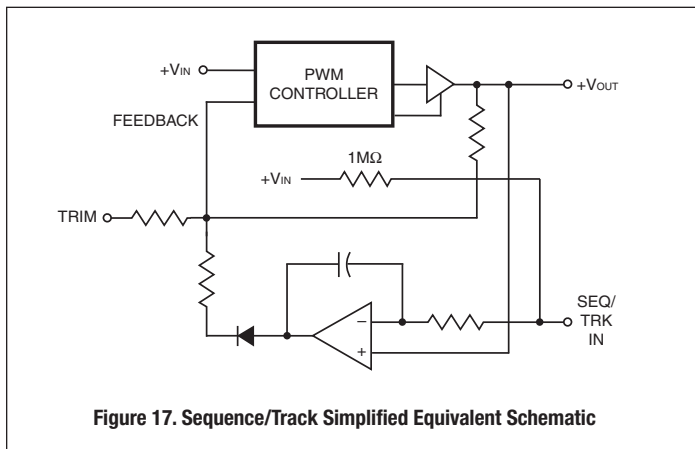 +VIN
PWM
CONTROLLER
+VOUT
FEEDBACK
1MΩ
+VIN
TRIM
SEQ/
TRK
IN
–
+
Figure 17. Sequence/Track Simplified Equivalent Schematic